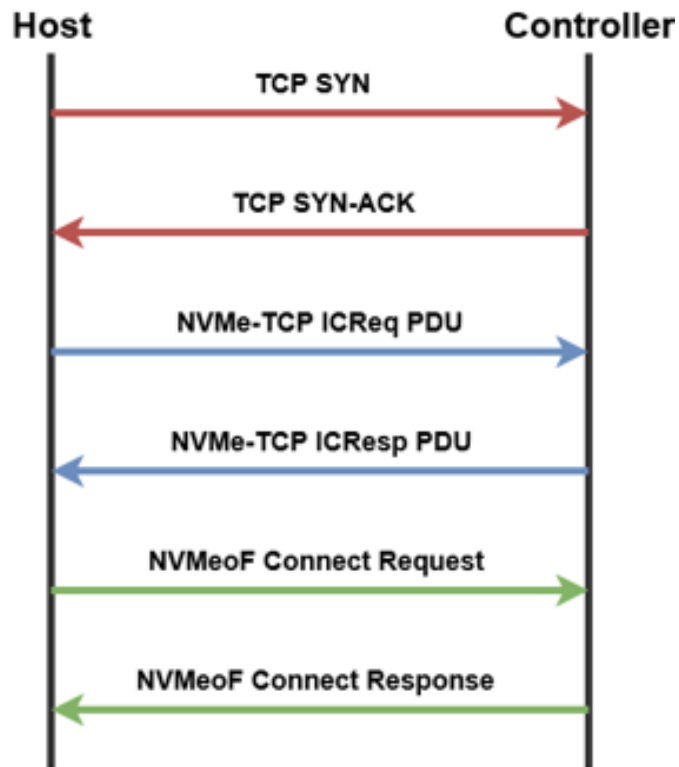 Host Controller
TCP SYN
TCP SYN-ACK
NVMe-TCP ICReq PDU
NVMe-TCP ICResp PDU
NVMeoF Connect Request
NVMeoF Connect Response